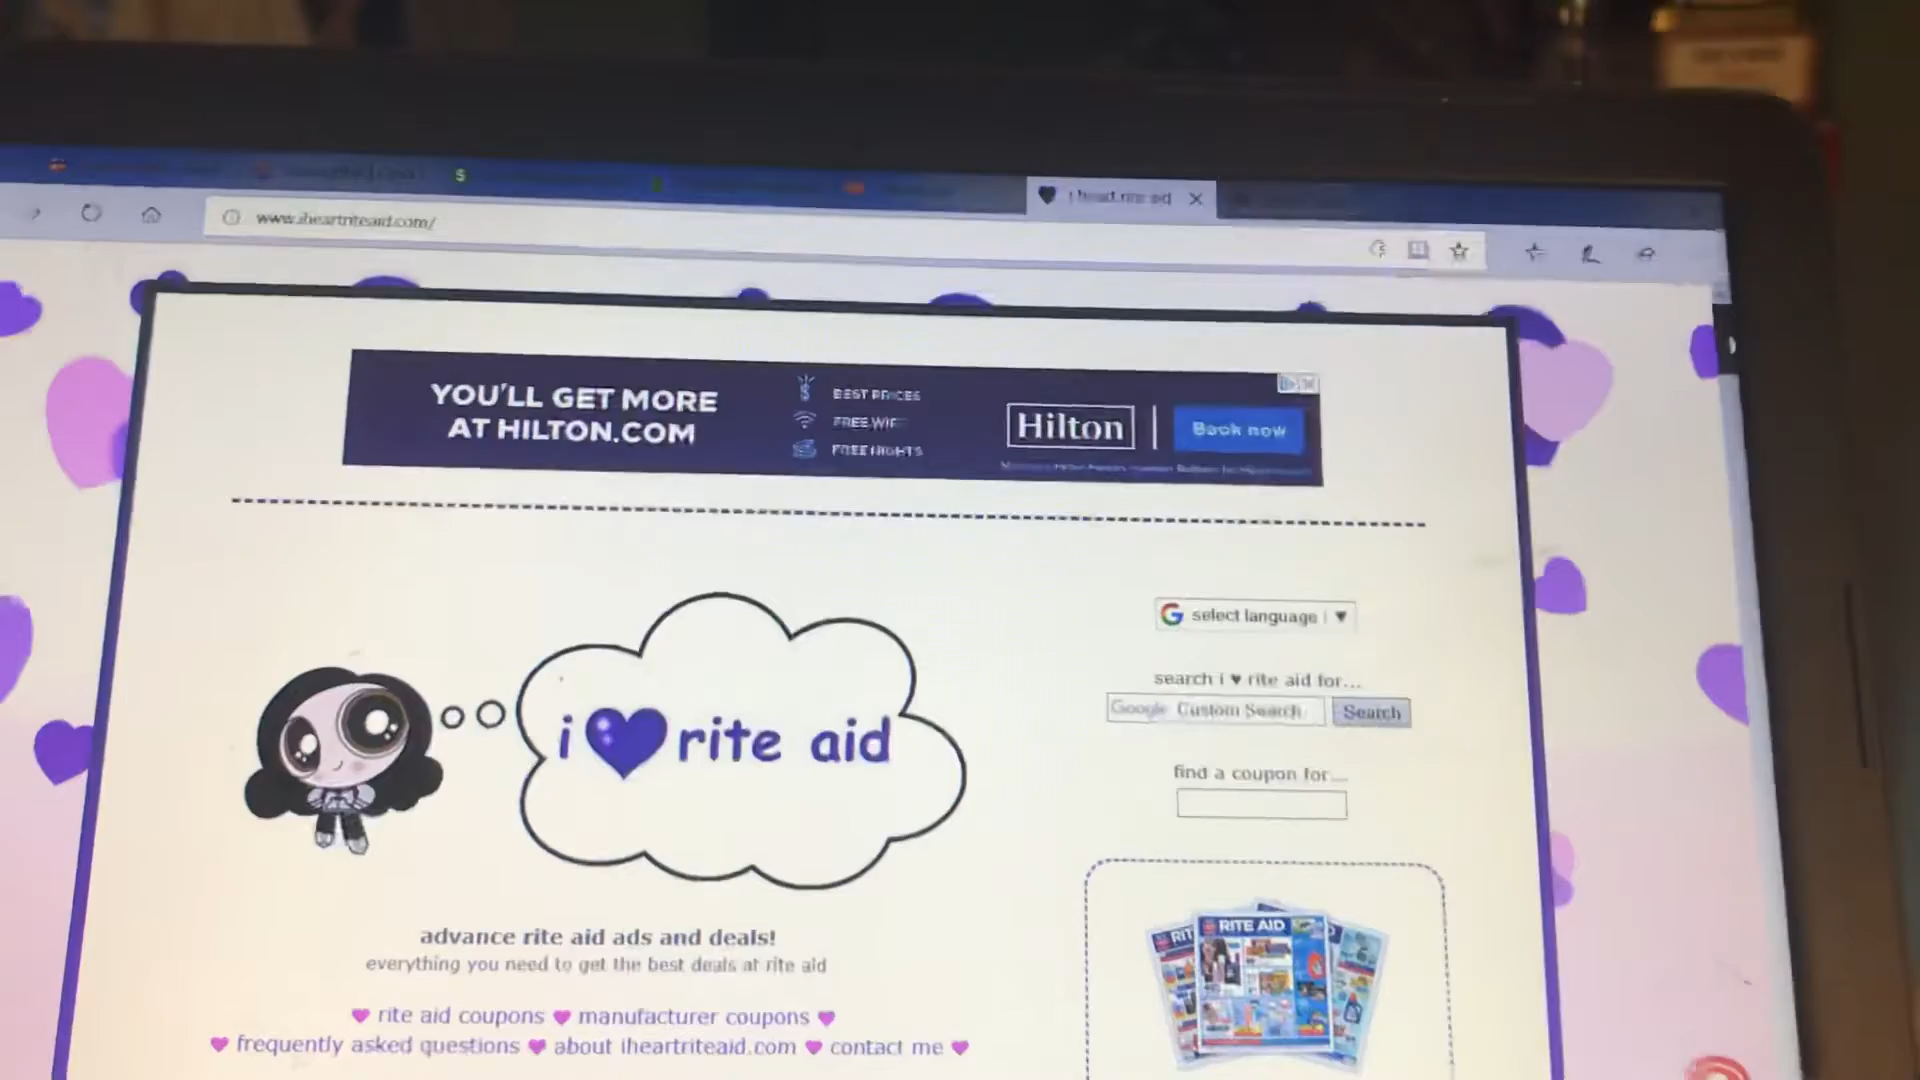 i heart rite aid
www.iheartriteaid.com/
YOU'LL GET MORE
AT HILTON.COM
BEST PRICES
FREE WIFI
FREE NIGHTS
Hilton
Book now
select language ▼
search i ♥ rite aid for...
Google Custom Search
Search
find a coupon for...
i ♥ rite aid
RITE AID
advance rite aid ads and deals!
everything you need to get the best deals at rite aid
♥ rite aid coupons ♥ manufacturer coupons ♥
♥ frequently asked questions ♥ about iheartriteaid.com ♥ contact me ♥